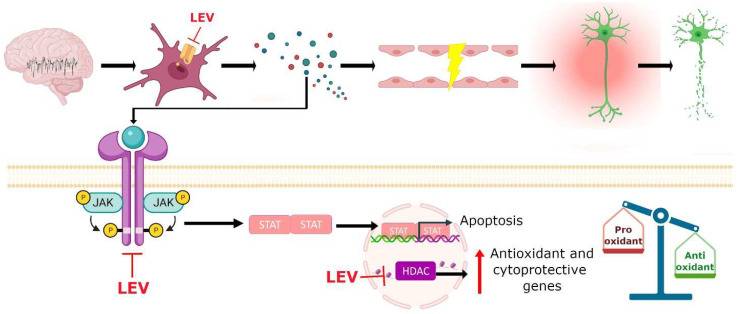 LEV
P
JAK
JAK
P
P
P
LEV
STAT
STAT
STAT
STAT
Apoptosis
LEV
HDAC
Antioxidant and
cytoprotective
genes
Pro
oxidant
Anti
oxidant